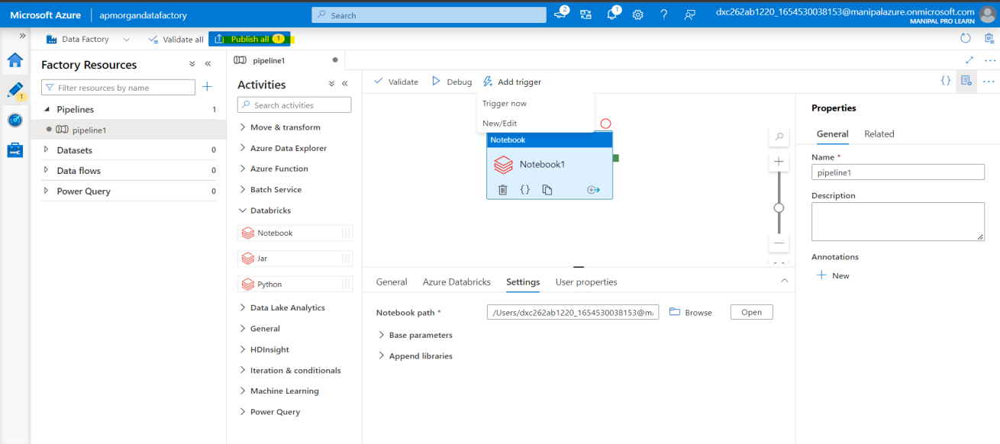 Microsoft Azure
apmorgandatafactory
Search
2
1
dxc262ab1220_1654530038153@manipalazure.onmicrosoft.com
MANIPAL PRO LEARN
Data Factory
Validate all
Publish all 1
1
Factory Resources
Filter resources by name
Pipelines 1
pipeline1
Datasets 0
Data flows 0
Power Query 0
pipeline1
Activities
Search activities
Move & transform
Azure Data Explorer
Azure Function
Batch Service
Databricks
Notebook
Jar
Python
Data Lake Analytics
General
HDInsight
Iteration & conditionals
Machine Learning
Power Query
Validate
Debug
Add trigger
Trigger now
New/Edit
Notebook
Notebook1
General
Azure Databricks
Settings
User properties
Notebook path *
/Users/dxc262ab1220_1654530038153@ma
Browse
Open
Base parameters
Append libraries
Properties
General
Related
Name *
pipeline1
Description
Annotations
New